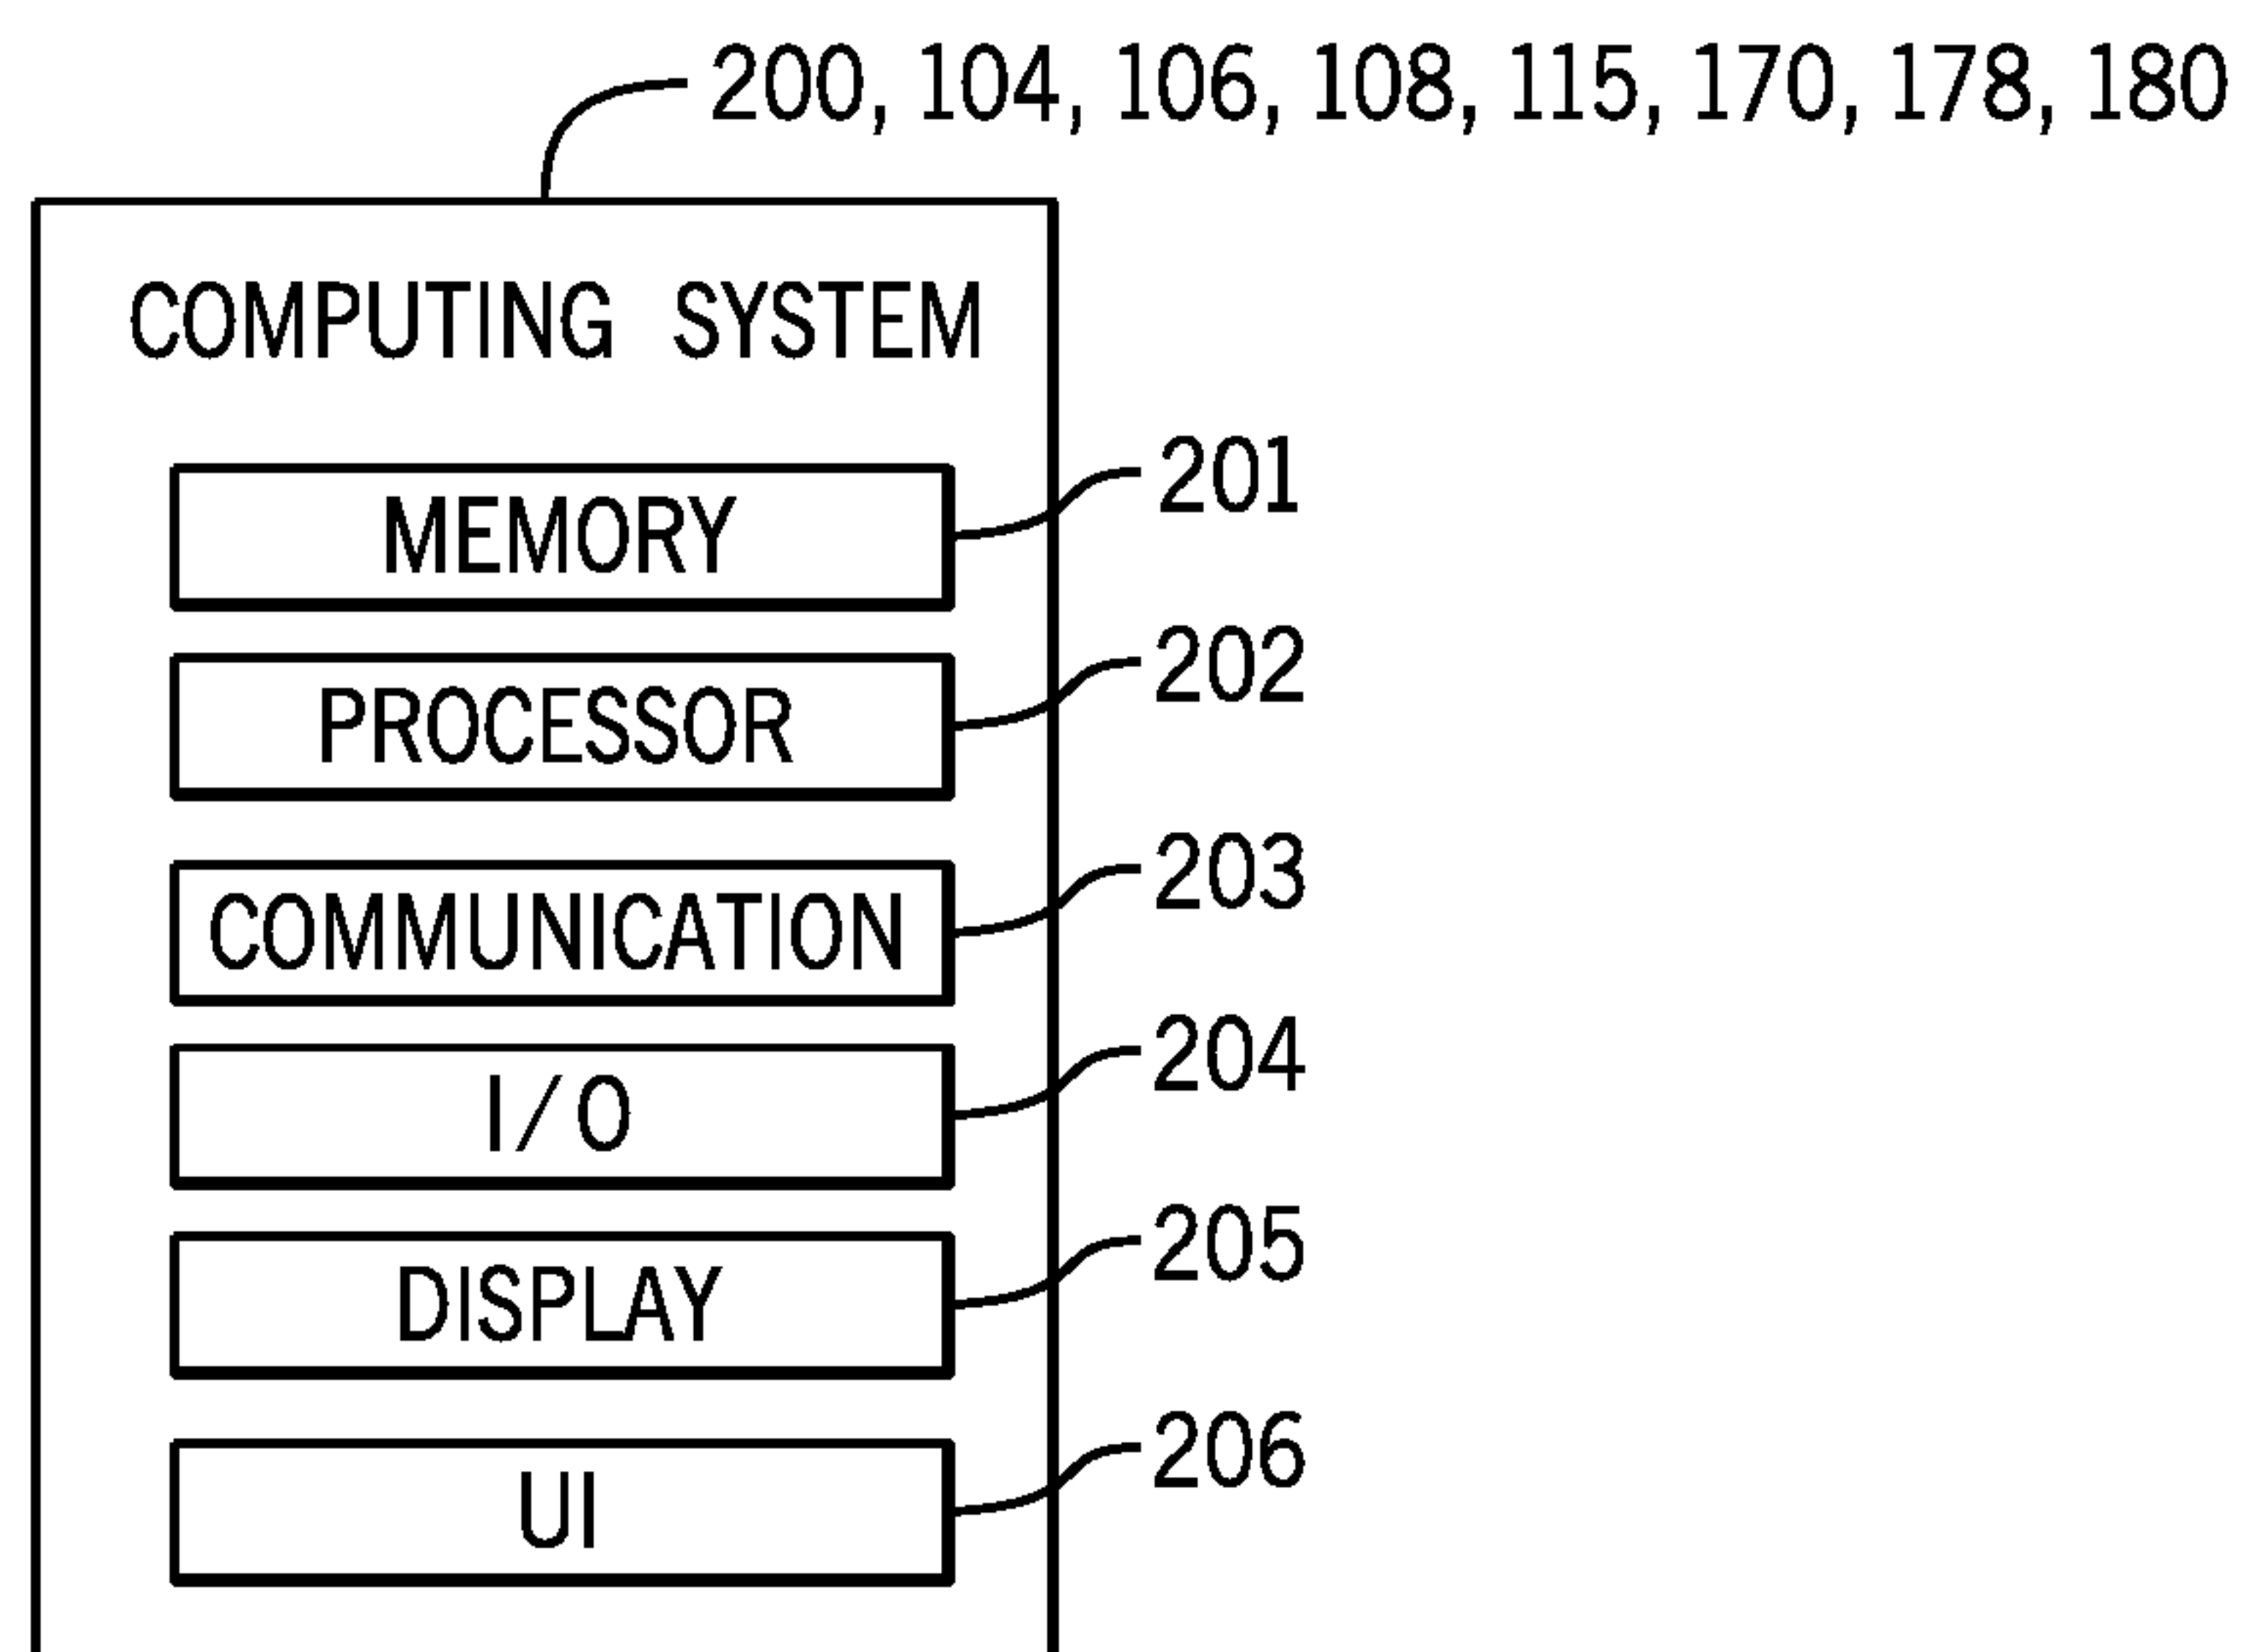 200, 104, 106, 108, 115, 170, 178, 180
COMPUTING SYSTEM
MEMORY
201
PROCESSOR
202
COMMUNICATION
203
I/O
204
DISPLAY
205
UI
206